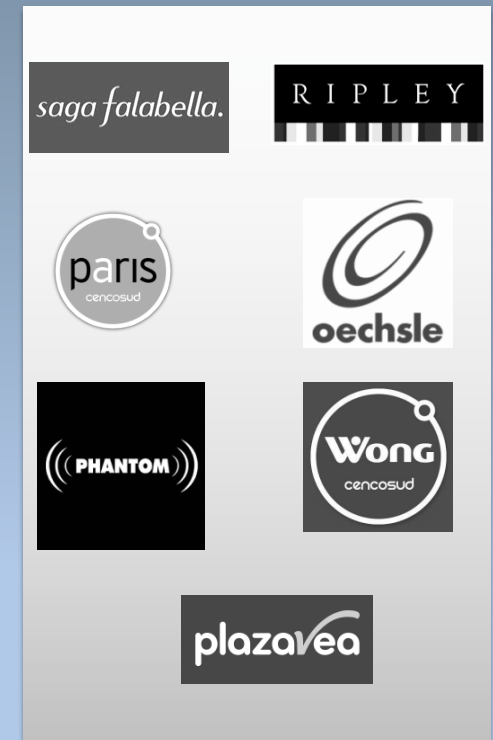 saga falabella.
RIPLEY
paris
cencosud
oechsle
PHANTOM
Wong
cencosud
plazavea